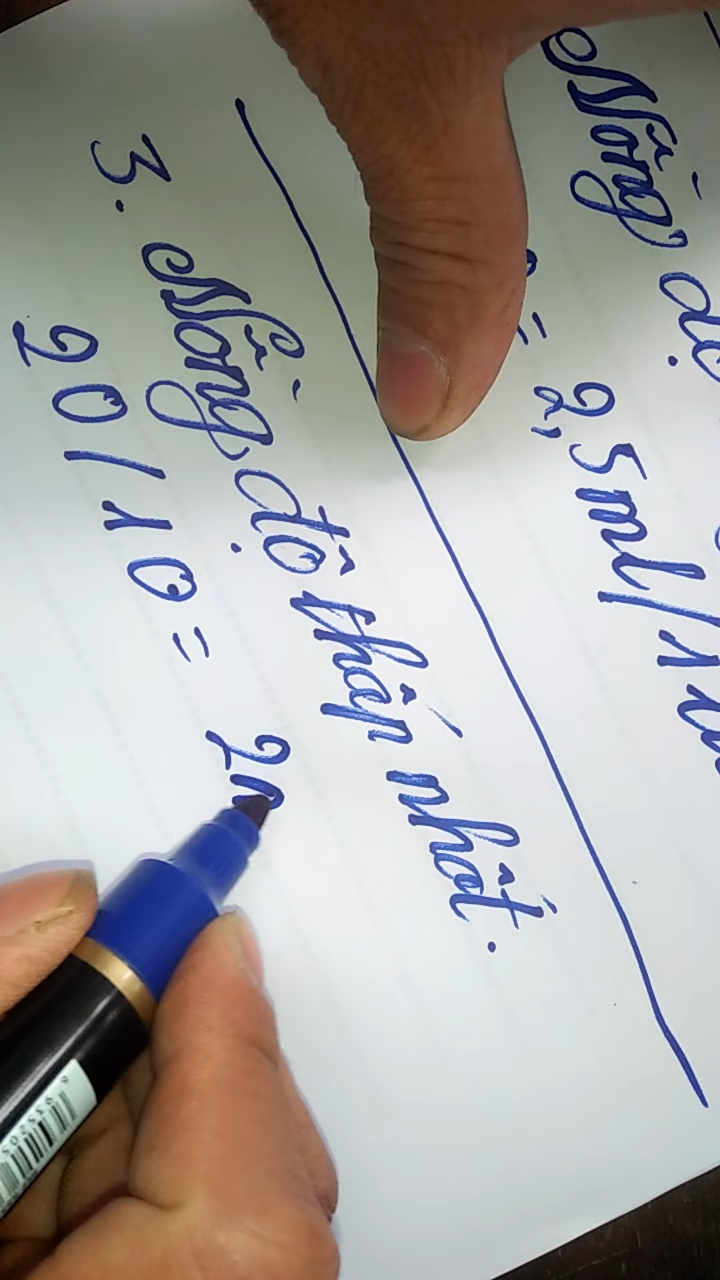 Nồng độ
= 2,5ml/1
3. Nồng độ thấp nhất.
20/10 = 2